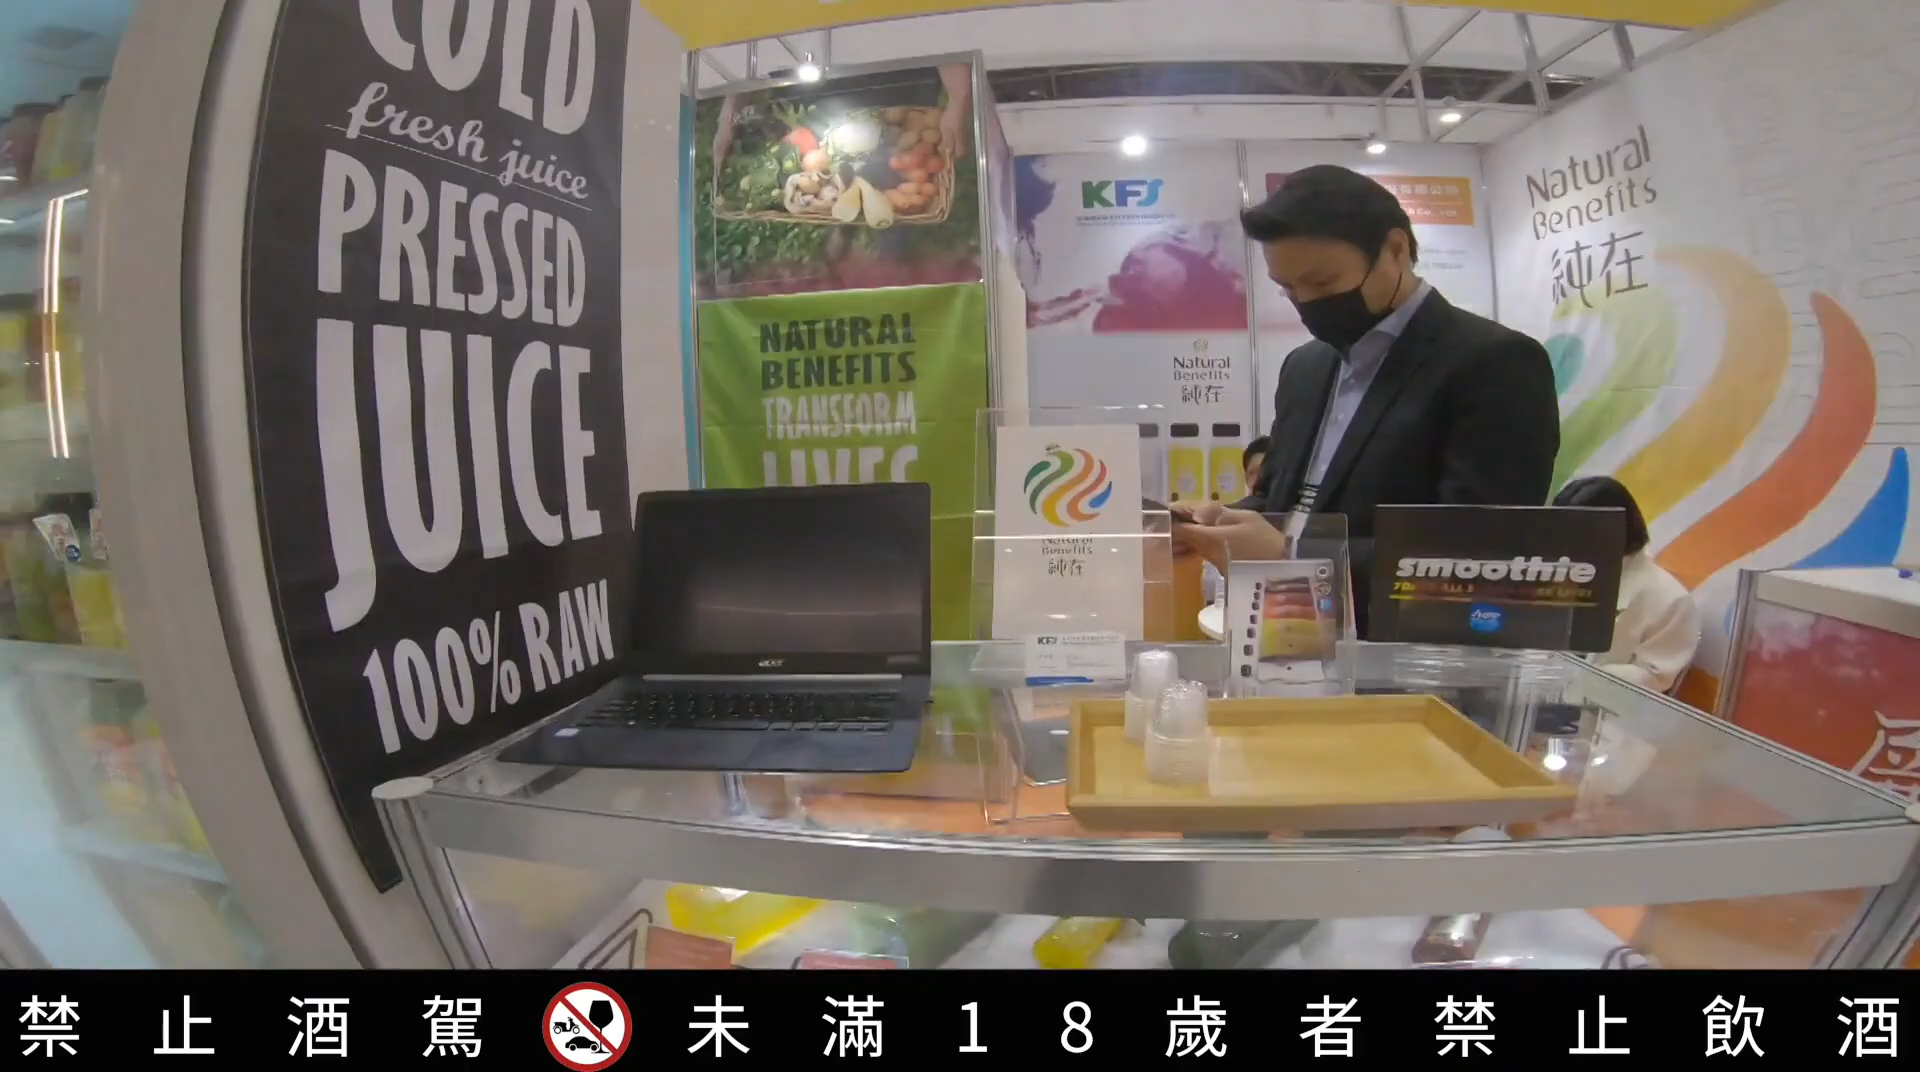 COLD
fresh juice
PRESSED
JUICE
100% RAW
NATURAL
BENEFITS
TRANSFORM
LIVES
KFS
Natural
Benefits
純在
Natural
Benefits
純在
Natural
Benefits
純在
KFS
smoothie
acer
禁止酒駕 未滿18歲者禁止飲酒